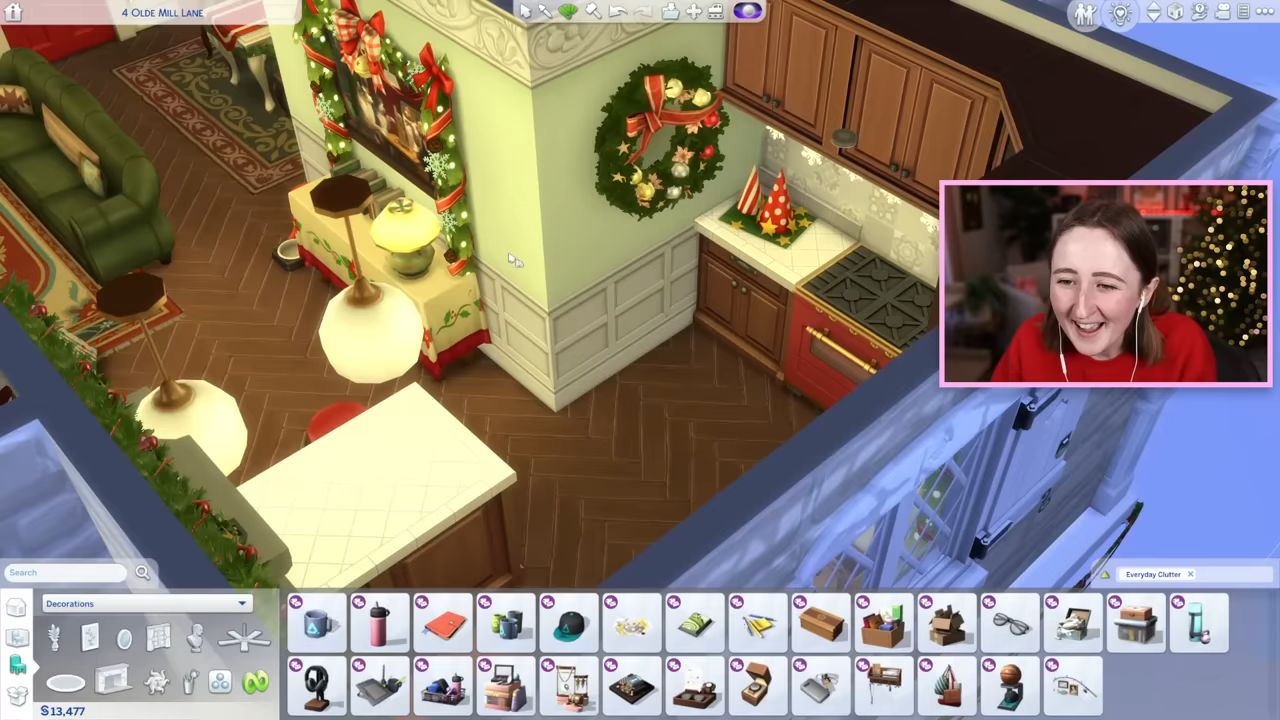 4 Olde Mill Lane
Search
Everyday Clutter
Decorations
$13,477